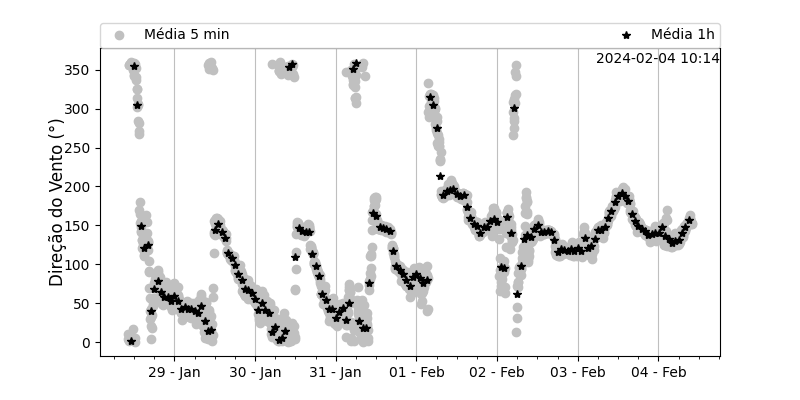 Média 5 min
Média 1h
2024-02-04 10:14
Direção do Vento (°)
350
300
250
200
150
100
50
0
29 - Jan
30 - Jan
31 - Jan
01 - Feb
02 - Feb
03 - Feb
04 - Feb